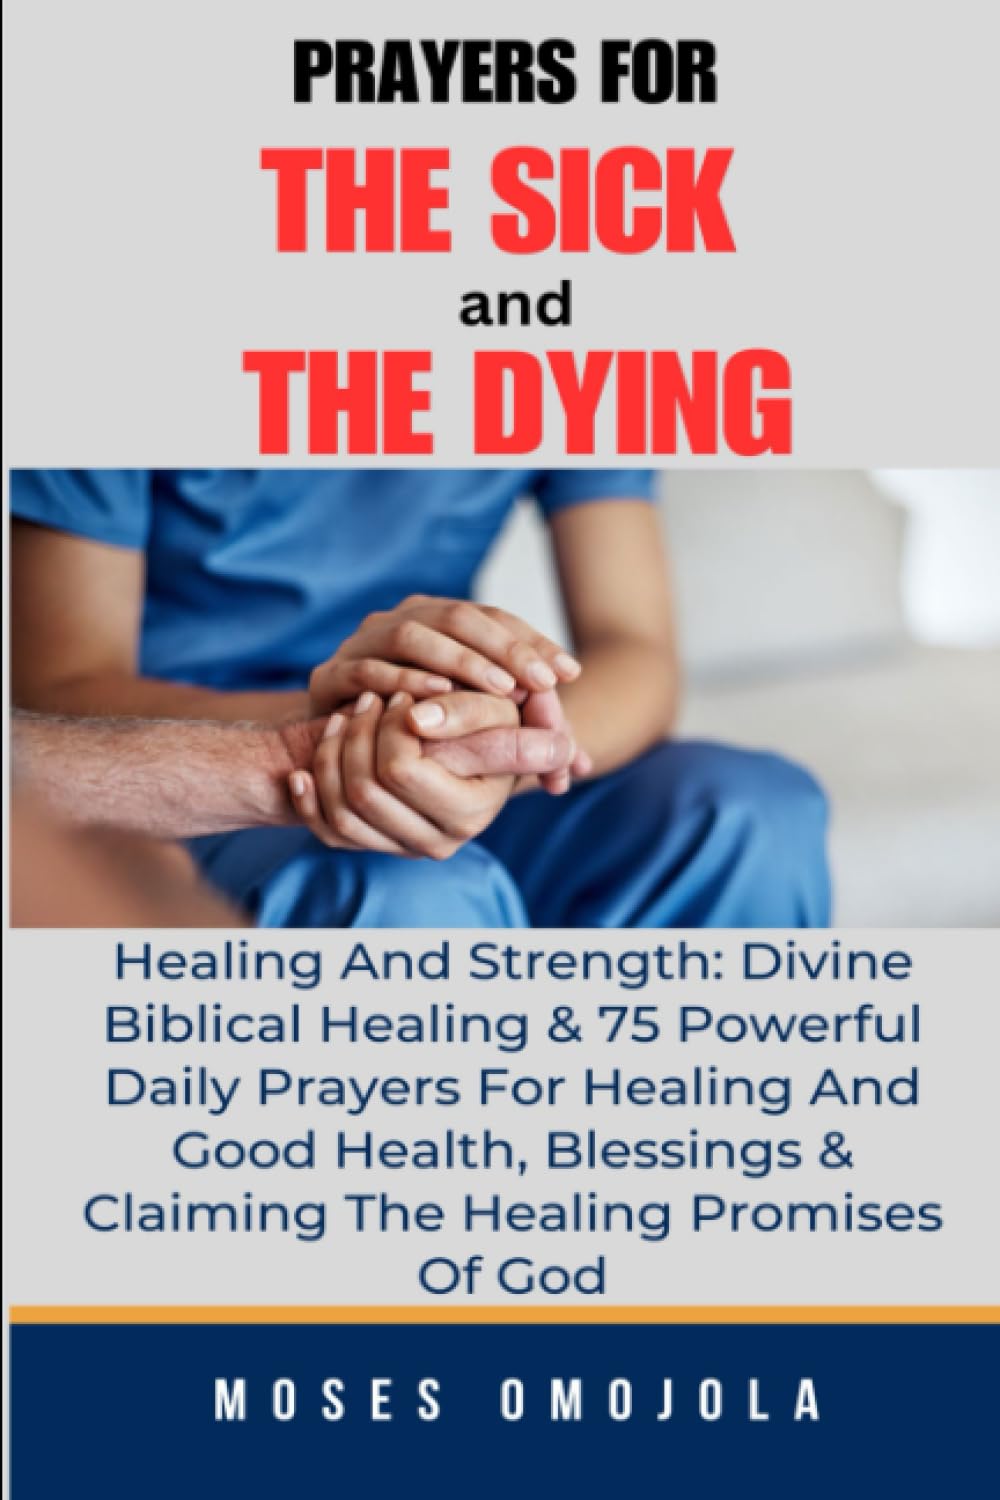 PRAYERS FOR
THE SICK
and
THE DYING
Healing And Strength: Divine
Biblical Healing & 75 Powerful
Daily Prayers For Healing And
Good Health, Blessings &
Claiming The Healing Promises
Of God
MOSES OMOJOLA